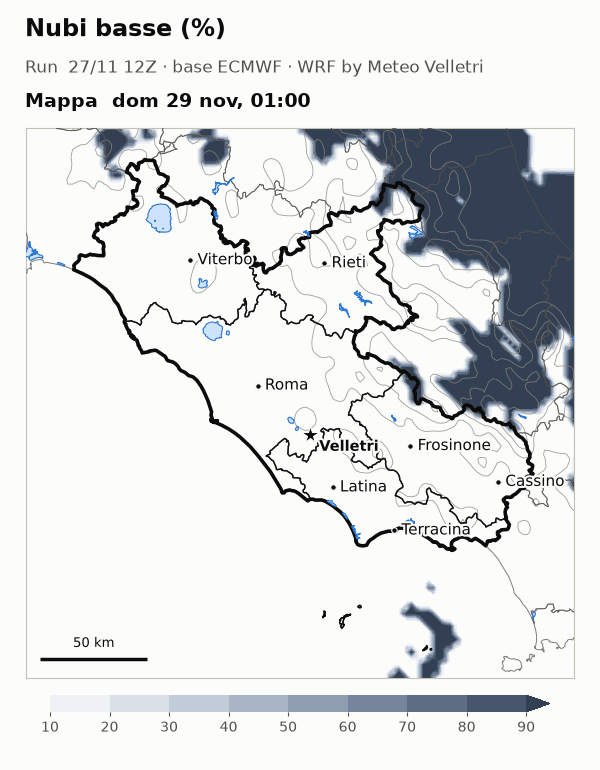 Nubi basse (%)
Run  27/11 12Z · base ECMWF · WRF by Meteo Velletri
Mappa  dom 29 nov, 01:00
Viterbo
Rieti
Roma
Velletri
Frosinone
Latina
Cassino
Terracina
50 km
10 20 30 40 50 60 70 80 90